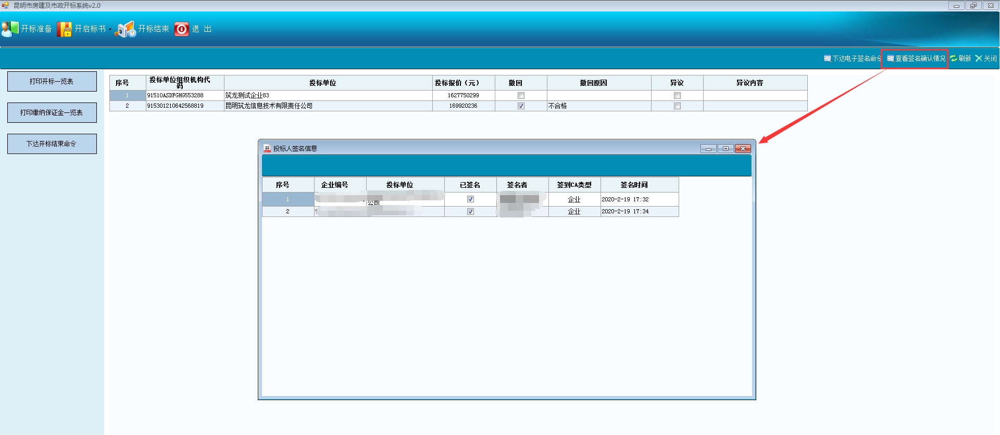 昆明市房建及市政开标系统v2.0
开标准备 开启标书 开标结束 退 出
下达电子签名命令 查看签名确认情况 刷新 关闭
打印开标一览表
打印缴纳保证金一览表
下达开标结束命令
序号 投标单位组织机构代码 投标单位 投标报价（元） 撤回 撤回原因 异议 异议内容
1 91510ASDFGHG553288 筑龙测试企业83 1627750299
2 915301210642568819 昆明筑龙信息技术有限责任公司 169920236 不合格
开 投标人签名信息
序号 企业编号 投标单位 已签名 签名者 签到CA类型 签名时间
1 公司 企业 2020-2-19 17:32
2 企业 2020-2-19 17:34